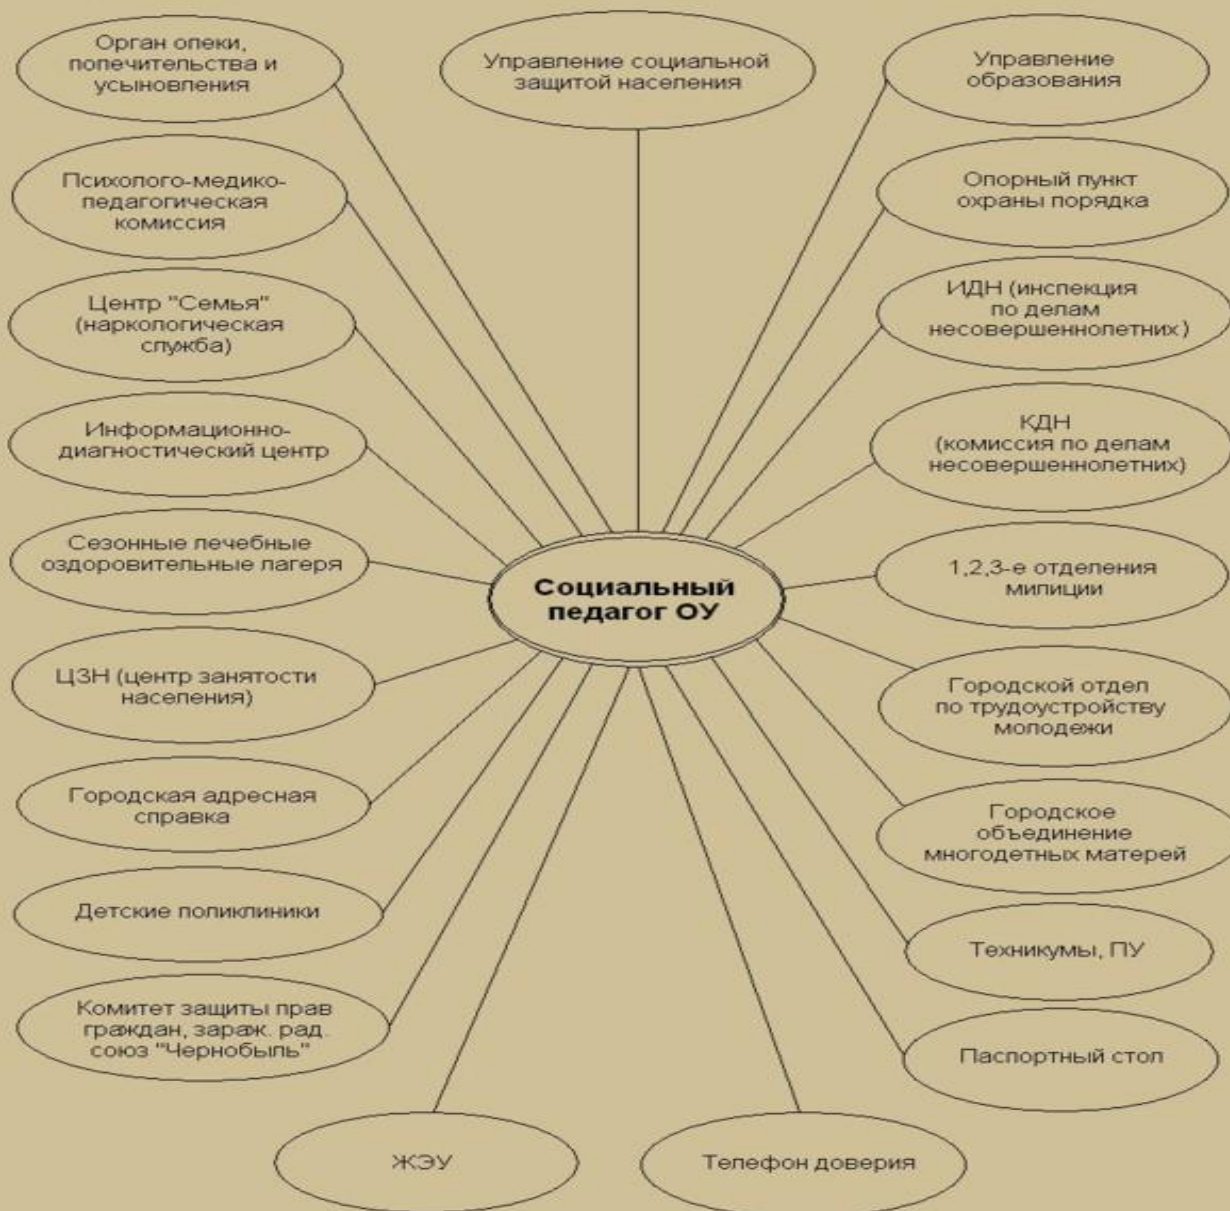 Орган опеки,
попечительства и
усыновления
Управление социальной
защитой населения
Управление
образования
Психолого-медико-
педагогическая
комиссия
Опорный пункт
охраны порядка
Центр "Семья"
(наркологическая
служба)
ИДН (инспекция
по делам
несовершеннолетних)
Информационно-
диагностический центр
КДН
(комиссия по делам
несовершеннолетних)
Сезонные лечебные
оздоровительные лагеря
Социальный
педагог ОУ
1,2,3-е отделения
милиции
ЦЗН (центр занятости
населения)
Городской отдел
по трудоустройству
молодежи
Городская адресная
справка
Городское
объединение
многодетных матерей
Детские поликлиники
Техникумы, ПУ
Комитет защиты прав
граждан, зараж. рад.
союз "Чернобыль"
Паспортный стол
ЖЭУ
Телефон доверия